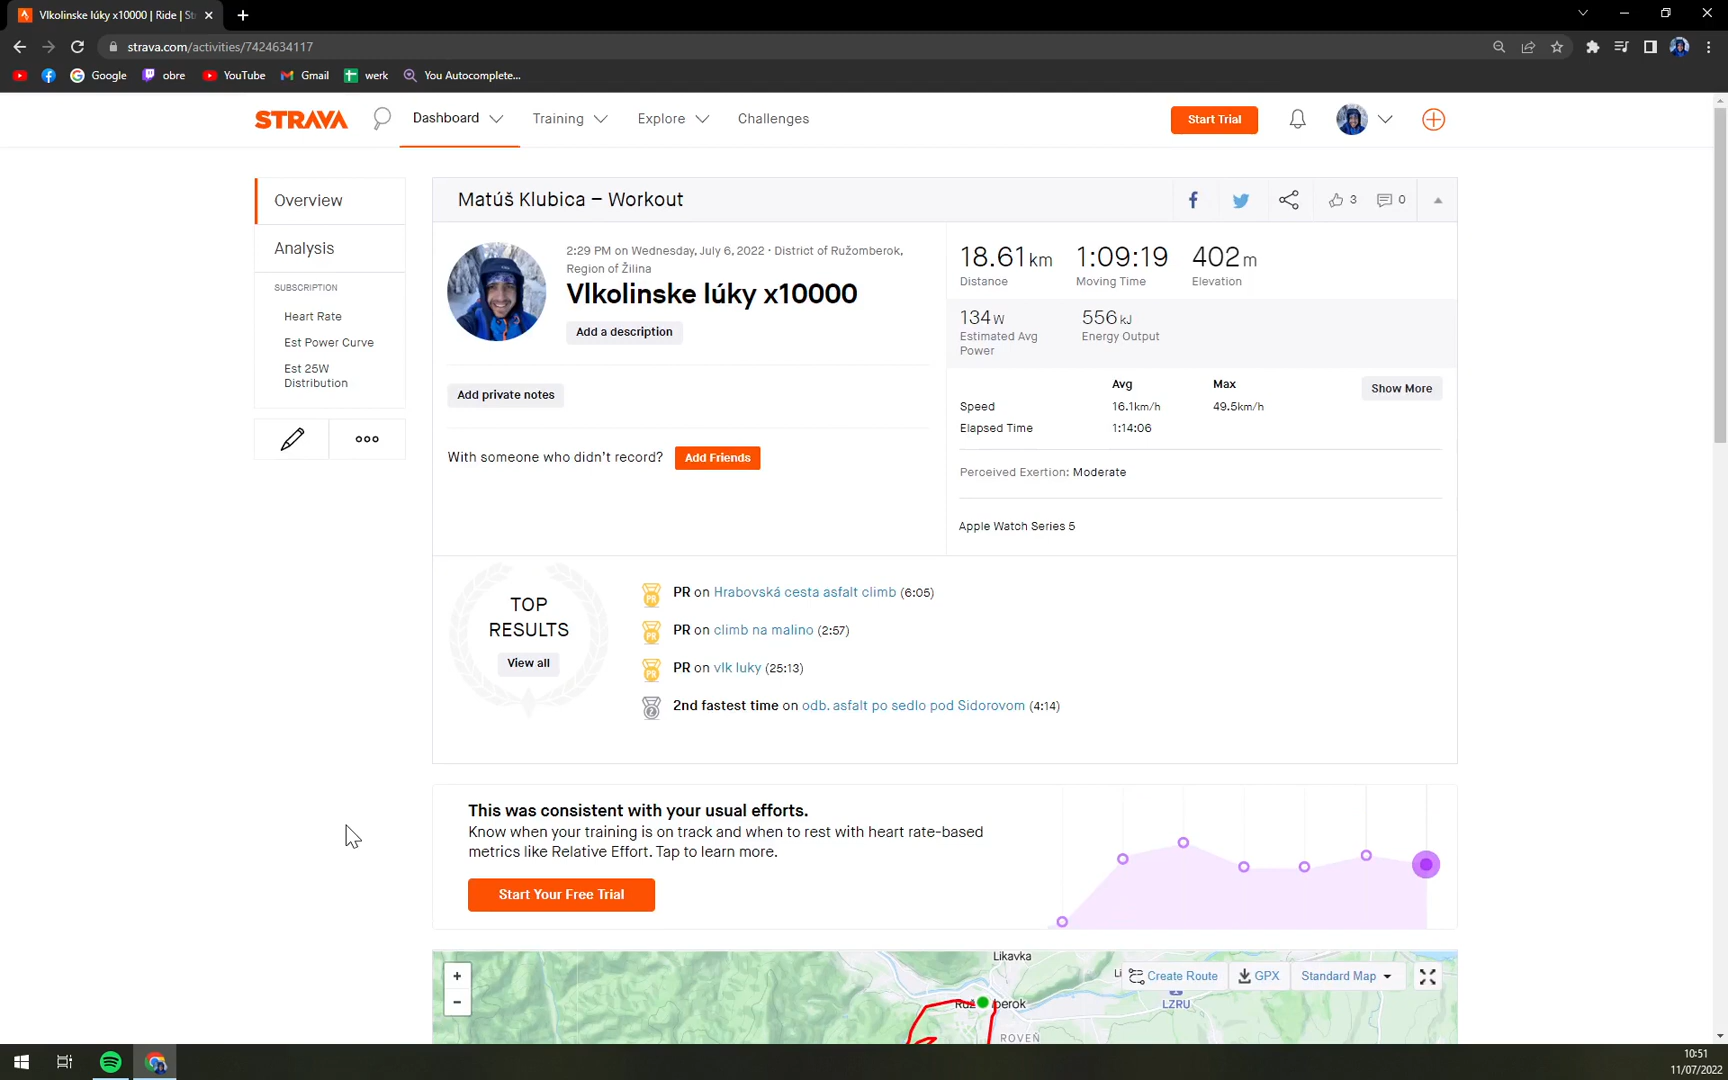 Vlkolinske lúky x10000 | Ride | St
strava.com/activities/7424634117
Google
obre
YouTube
Gmail
werk
You Autocomplete...
STRAVA
Dashboard
Training
Explore
Challenges
Start Trial
Overview
Analysis
SUBSCRIPTION
Heart Rate
Est Power Curve
Est 25W
Distribution
Matúš Klubica – Workout
3
0
2:29 PM on Wednesday, July 6, 2022 · District of Ružomberok,
Region of Žilina
Vlkolinske lúky x10000
Add a description
Add private notes
With someone who didn't record?
Add Friends
18.61km
1:09:19
402m
Distance
Moving Time
Elevation
134W
556kJ
Estimated Avg
Power
Energy Output
Avg
Max
Show More
Speed
16.1km/h
49.5km/h
Elapsed Time
1:14:06
Perceived Exertion: Moderate
Apple Watch Series 5
TOP
RESULTS
View all
PR on Hrabovská cesta asfalt climb (6:05)
PR on climb na malino (2:57)
PR on vlk luky (25:13)
2nd fastest time on odb. asfalt po sedlo pod Sidorovom (4:14)
This was consistent with your usual efforts.
Know when your training is on track and when to rest with heart rate-based
metrics like Relative Effort. Tap to learn more.
Start Your Free Trial
+
-
Likavka
Create Route
GPX
Standard Map
LZRU
ROVEŇ
10:51
11/07/2022